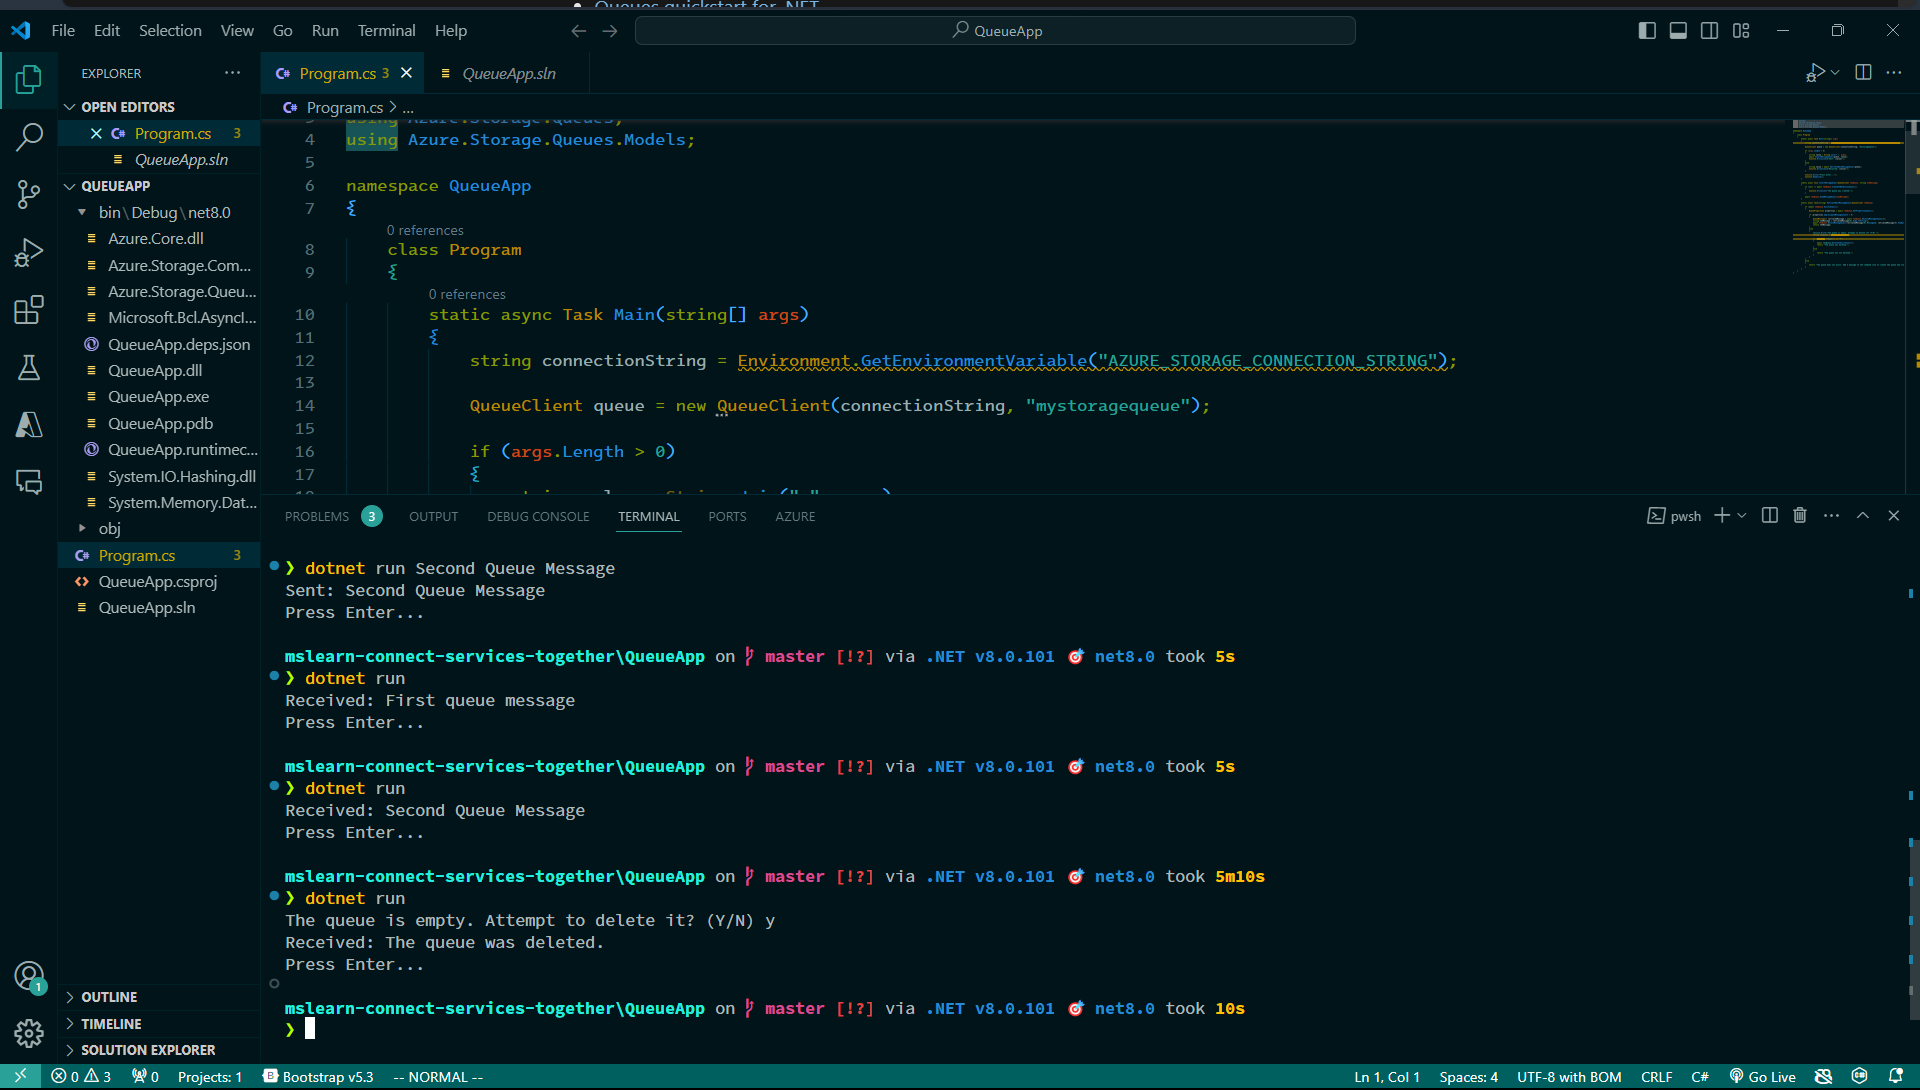 Queues quickstart for .NET
File Edit Selection View Go Run Terminal Help
QueueApp
EXPLORER
OPEN EDITORS
Program.cs 3
QueueApp.sln
QUEUEAPP
bin\Debug\net8.0
Azure.Core.dll
Azure.Storage.Com...
Azure.Storage.Queu...
Microsoft.Bcl.AsyncI...
QueueApp.deps.json
QueueApp.dll
QueueApp.exe
QueueApp.pdb
QueueApp.runtimec...
System.IO.Hashing.dll
System.Memory.Dat...
obj
Program.cs 3
QueueApp.csproj
QueueApp.sln
OUTLINE
TIMELINE
SOLUTION EXPLORER
Program.cs 3
QueueApp.sln
Program.cs > ...
3 using Azure.Storage.Queues;
4 using Azure.Storage.Queues.Models;
5
6 namespace QueueApp
7 {
0 references
8 class Program
9 {
0 references
10 static async Task Main(string[] args)
11 {
12 string connectionString = Environment.GetEnvironmentVariable("AZURE_STORAGE_CONNECTION_STRING");
13
14 QueueClient queue = new QueueClient(connectionString, "mystoragequeue");
15
16 if (args.Length > 0)
17 {
PROBLEMS 3 OUTPUT DEBUG CONSOLE TERMINAL PORTS AZURE
pwsh
❯ dotnet run Second Queue Message
Sent: Second Queue Message
Press Enter...
mslearn-connect-services-together\QueueApp on master [!?] via .NET v8.0.101 🎯 net8.0 took 5s
❯ dotnet run
Received: First queue message
Press Enter...
mslearn-connect-services-together\QueueApp on master [!?] via .NET v8.0.101 🎯 net8.0 took 5s
❯ dotnet run
Received: Second Queue Message
Press Enter...
mslearn-connect-services-together\QueueApp on master [!?] via .NET v8.0.101 🎯 net8.0 took 5m10s
❯ dotnet run
The queue is empty. Attempt to delete it? (Y/N) y
Received: The queue was deleted.
Press Enter...
mslearn-connect-services-together\QueueApp on master [!?] via .NET v8.0.101 🎯 net8.0 took 10s
❯
1
0 3 0 Projects: 1 Bootstrap v5.3 -- NORMAL --
Ln 1, Col 1 Spaces: 4 UTF-8 with BOM CRLF C# Go Live